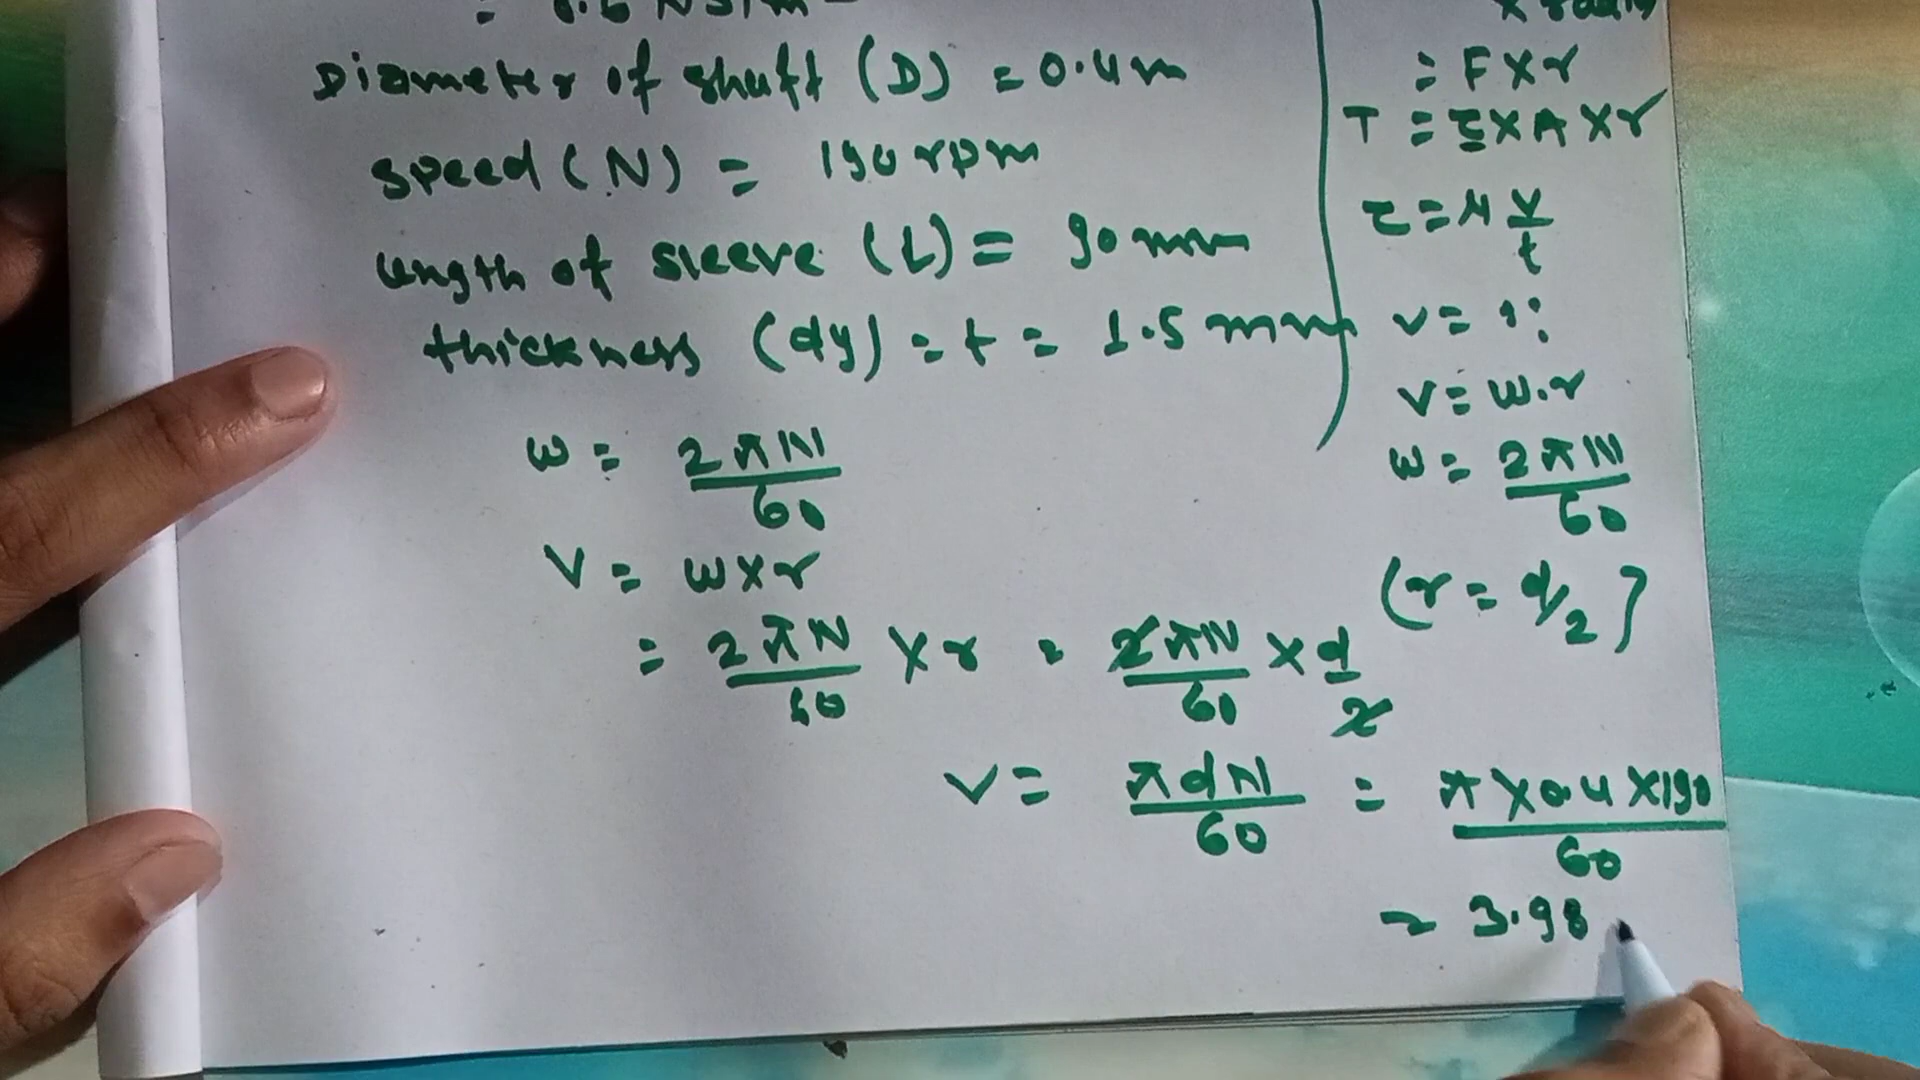 Diameter of shaft (D) = 0.4m
speed (N) = 190 rpm
length of sleeve (L) = 90 mm
thickness (dy) = t = 1.5 mm
ω = 2πN/60
V = ω×r
= 2πN/60 × r = 2πN/60 × d/2
V = πdN/60 = π×0.4×190/60
= 3.98
= F×r
T = τ×A×r
τ = μ V/t
V = ?
V = ω.r
ω = 2πN/60
(r = d/2)